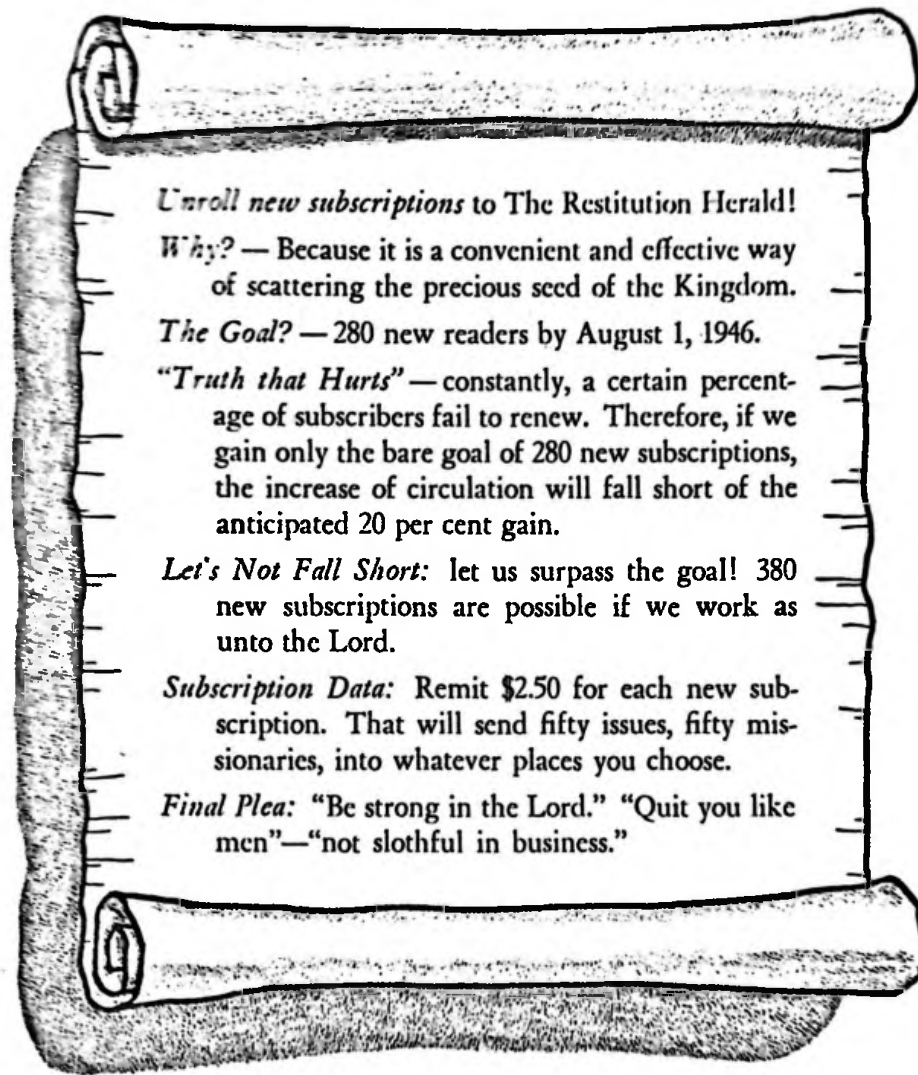 Unroll new subscriptions to The Restitution Herald!
Why? — Because it is a convenient and effective way
of scattering the precious seed of the Kingdom.
The Goal? — 280 new readers by August 1, 1946.
"Truth that Hurts" — constantly, a certain percent-
age of subscribers fail to renew. Therefore, if we
gain only the bare goal of 280 new subscriptions,
the increase of circulation will fall short of the
anticipated 20 per cent gain.
Let's Not Fall Short: let us surpass the goal! 380
new subscriptions are possible if we work as
unto the Lord.
Subscription Data: Remit $2.50 for each new sub-
scription. That will send fifty issues, fifty mis-
sionaries, into whatever places you choose.
Final Plea: "Be strong in the Lord." "Quit you like
men"—"not slothful in business."